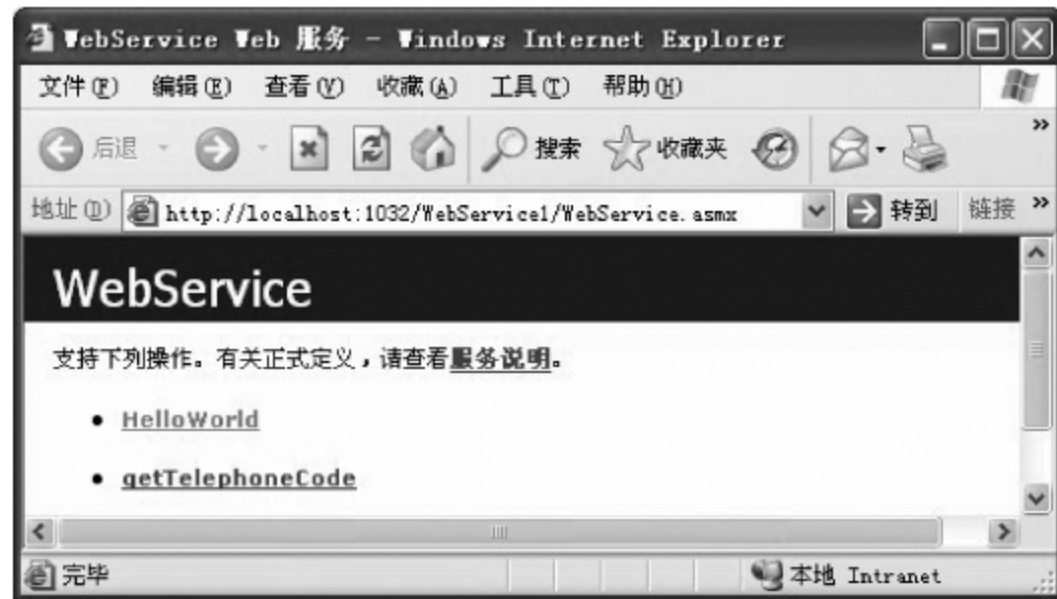 WebService Web 服务 - Windows Internet Explorer
文件(F) 编辑(E) 查看(V) 收藏(A) 工具(T) 帮助(H)
后退 搜索 收藏夹 »
地址(D) http://localhost:1032/WebService1/WebService.asmx 转到 链接 »
WebService
支持下列操作。有关正式定义，请查看服务说明。
• HelloWorld
• getTelephoneCode
完毕 本地 Intranet